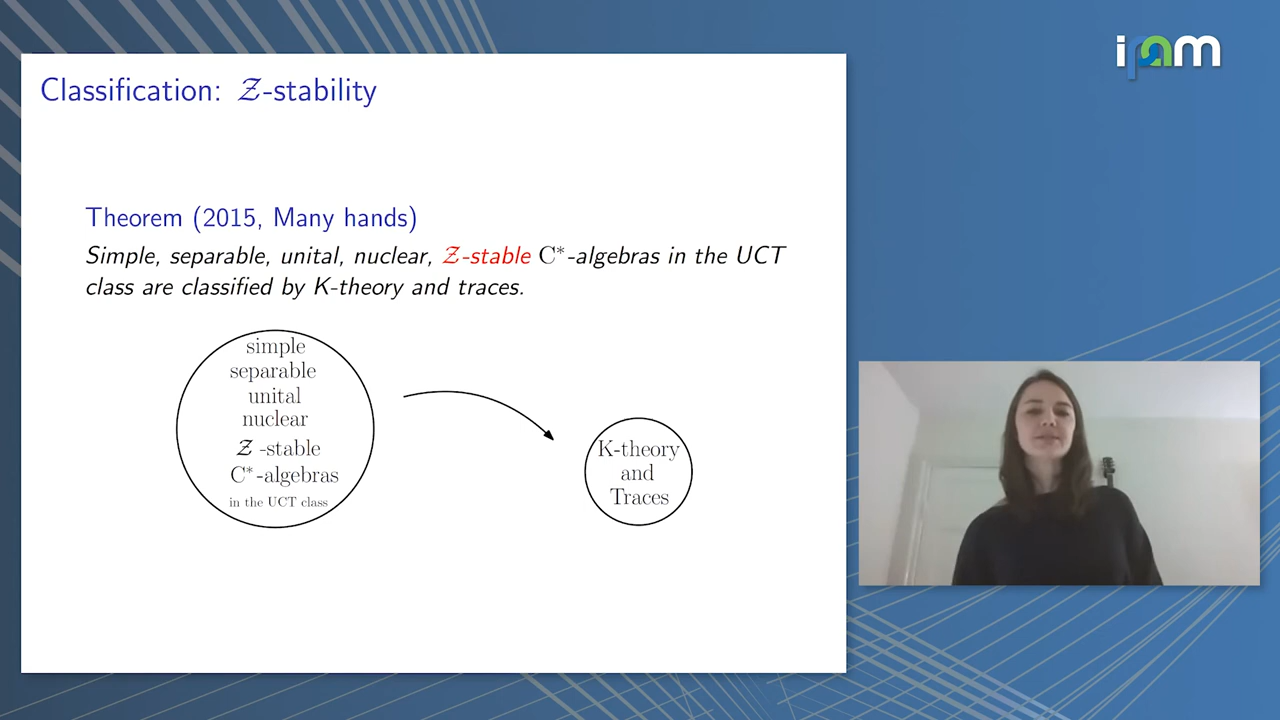 ipam
Classification: 𝒵-stability
Theorem (2015, Many hands)
Simple, separable, unital, nuclear, 𝒵-stable C*-algebras in the UCT
class are classified by K-theory and traces.
simple
separable
unital
nuclear
𝒵 -stable
C*-algebras
in the UCT class
K-theory
and
Traces